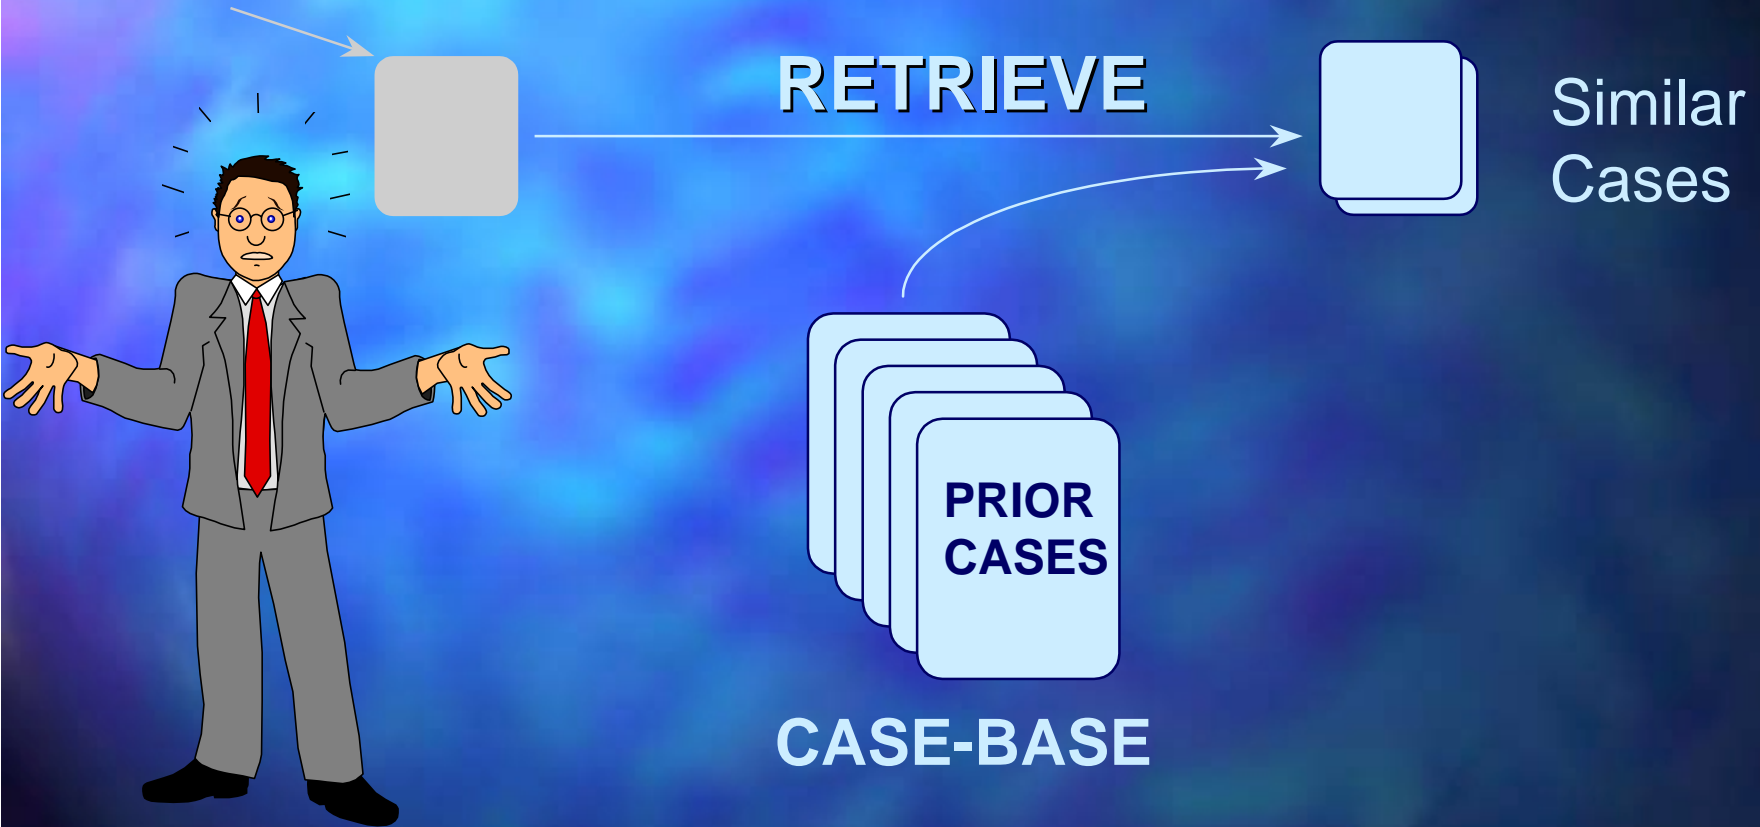 RETRIEVE
Similar
Cases
PRIOR
CASES
CASE-BASE